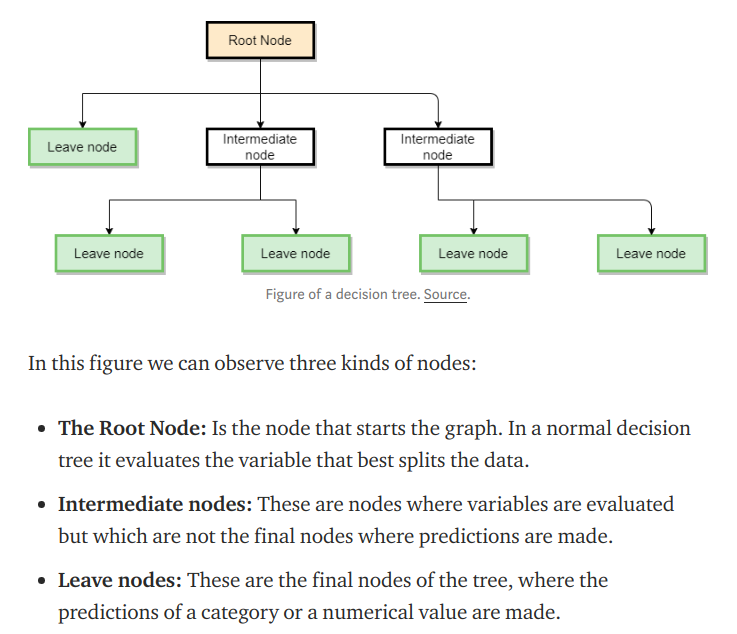 Root Node
Leave node
Intermediate
node
Intermediate
node
Leave node
Leave node
Leave node
Leave node
Figure of a decision tree. Source.
In this figure we can observe three kinds of nodes:
• The Root Node: Is the node that starts the graph. In a normal decision
tree it evaluates the variable that best splits the data.
• Intermediate nodes: These are nodes where variables are evaluated
but which are not the final nodes where predictions are made.
• Leave nodes: These are the final nodes of the tree, where the
predictions of a category or a numerical value are made.